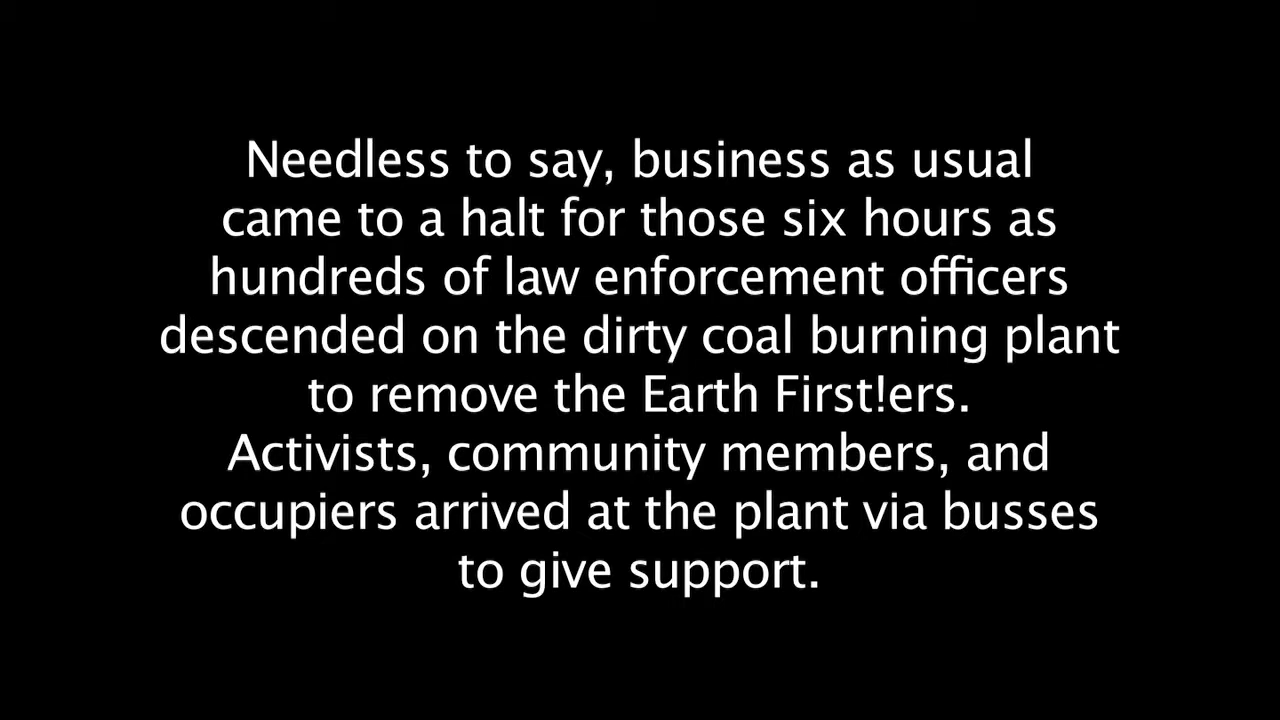 Needless to say, business as usual
came to a halt for those six hours as
hundreds of law enforcement officers
descended on the dirty coal burning plant
to remove the Earth First!ers.
Activists, community members, and
occupiers arrived at the plant via busses
to give support.